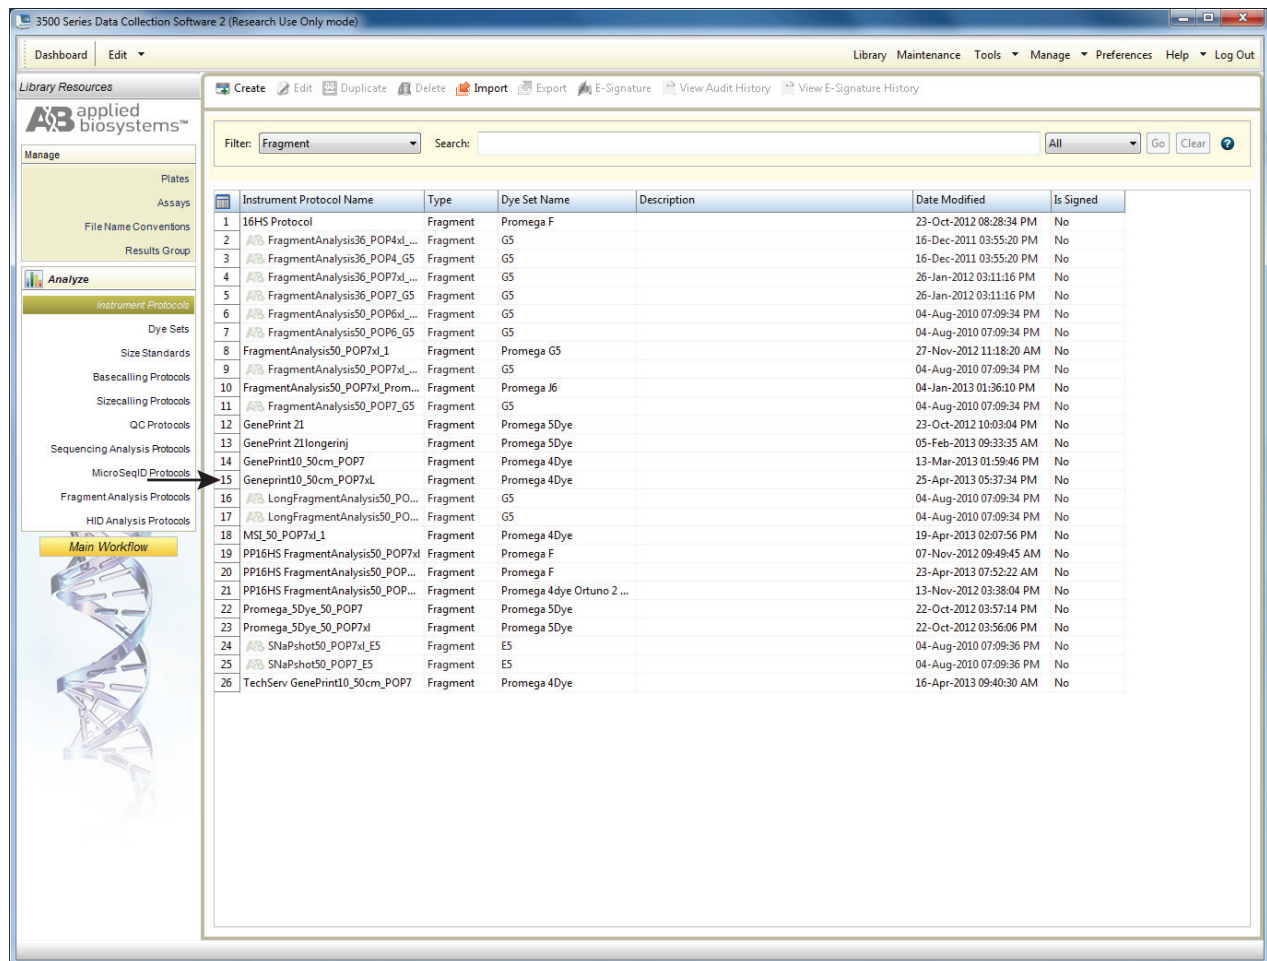 3500 Series Data Collection Software 2 (Research Use Only mode)
Dashboard Edit Library Maintenance Tools Manage Preferences Help Log Out
Library Resources
applied
biosystems™
Manage
Plates
Assays
File Name Conventions
Results Group
Analyze
Instrument Protocols
Dye Sets
Size Standards
Basecalling Protocols
Sizecalling Protocols
QC Protocols
Sequencing Analysis Protocols
MicroSeqID Protocols
Fragment Analysis Protocols
HID Analysis Protocols
Main Workflow
Create Edit Duplicate Delete Import Export E-Signature View Audit History View E-Signature History
Filter: Fragment Search: All Go Clear
Instrument Protocol Name Type Dye Set Name Description Date Modified Is Signed
1 16HS Protocol Fragment Promega F 23-Oct-2012 08:28:34 PM No
2 AB FragmentAnalysis36_POP4xl_... Fragment G5 16-Dec-2011 03:55:20 PM No
3 AB FragmentAnalysis36_POP4_G5 Fragment G5 16-Dec-2011 03:55:20 PM No
4 AB FragmentAnalysis36_POP7xl_... Fragment G5 26-Jan-2012 03:11:16 PM No
5 AB FragmentAnalysis36_POP7_G5 Fragment G5 26-Jan-2012 03:11:16 PM No
6 AB FragmentAnalysis50_POP6xl_... Fragment G5 04-Aug-2010 07:09:34 PM No
7 AB FragmentAnalysis50_POP6_G5 Fragment G5 04-Aug-2010 07:09:34 PM No
8 FragmentAnalysis50_POP7xl_1 Fragment Promega G5 27-Nov-2012 11:18:20 AM No
9 AB FragmentAnalysis50_POP7xl_... Fragment G5 04-Aug-2010 07:09:34 PM No
10 FragmentAnalysis50_POP7xl_Prom... Fragment Promega J6 04-Jan-2013 01:36:10 PM No
11 AB FragmentAnalysis50_POP7_G5 Fragment G5 04-Aug-2010 07:09:34 PM No
12 GenePrint 21 Fragment Promega 5Dye 23-Oct-2012 10:03:04 PM No
13 GenePrint 21longerinj Fragment Promega 5Dye 05-Feb-2013 09:33:35 AM No
14 GenePrint10_50cm_POP7 Fragment Promega 4Dye 13-Mar-2013 01:59:46 PM No
15 Geneprint10_50cm_POP7xL Fragment Promega 4Dye 25-Apr-2013 05:37:34 PM No
16 AB LongFragmentAnalysis50_PO... Fragment G5 04-Aug-2010 07:09:34 PM No
17 AB LongFragmentAnalysis50_PO... Fragment G5 04-Aug-2010 07:09:34 PM No
18 MSI_50_POP7xl_1 Fragment Promega 4Dye 19-Apr-2013 02:07:56 PM No
19 PP16HS FragmentAnalysis50_POP7xl Fragment Promega F 07-Nov-2012 09:49:45 AM No
20 PP16HS FragmentAnalysis50_POP... Fragment Promega F 23-Apr-2013 07:52:22 AM No
21 PP16HS FragmentAnalysis50_POP... Fragment Promega 4dye Ortuno 2 ... 13-Nov-2012 03:38:04 PM No
22 Promega_5Dye_50_POP7 Fragment Promega 5Dye 22-Oct-2012 03:57:14 PM No
23 Promega_5Dye_50_POP7xl Fragment Promega 5Dye 22-Oct-2012 03:56:06 PM No
24 AB SNaPshot50_POP7xl_E5 Fragment E5 04-Aug-2010 07:09:36 PM No
25 AB SNaPshot50_POP7_E5 Fragment E5 04-Aug-2010 07:09:36 PM No
26 TechServ GenePrint10_50cm_POP7 Fragment Promega 4Dye 16-Apr-2013 09:40:30 AM No